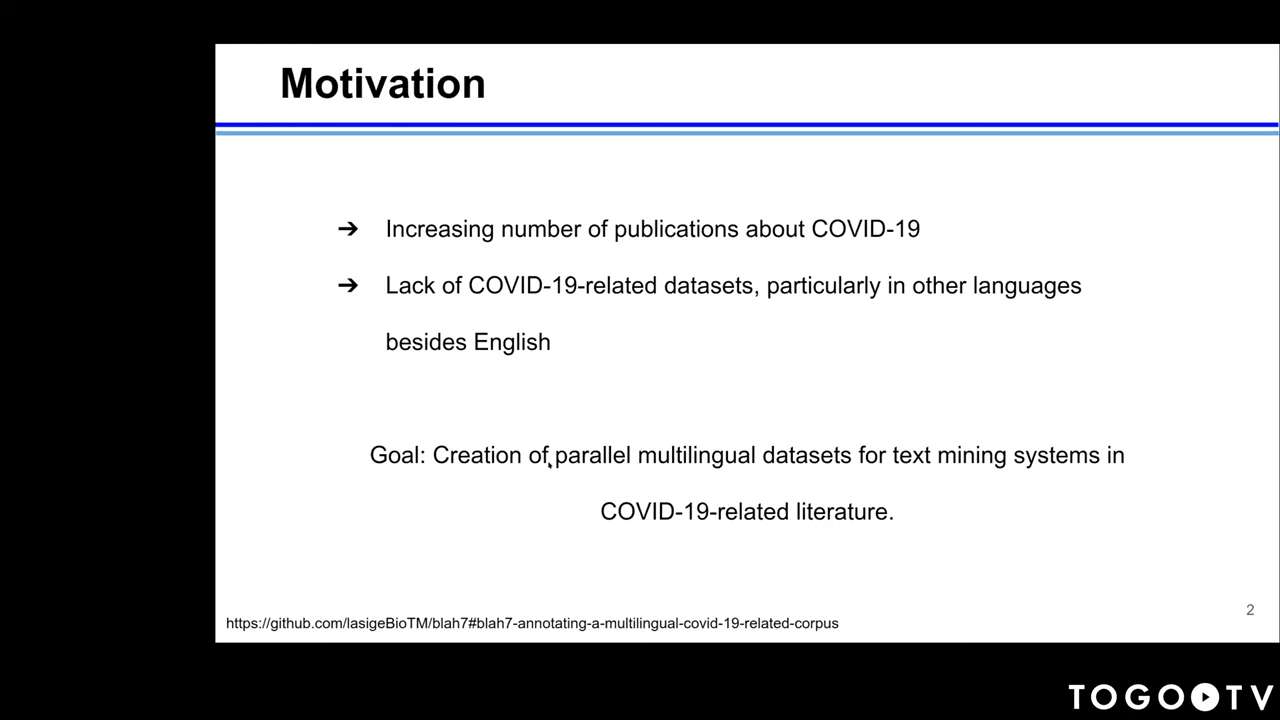 Motivation
➔ Increasing number of publications about COVID-19
➔ Lack of COVID-19-related datasets, particularly in other languages
besides English
Goal: Creation of parallel multilingual datasets for text mining systems in
COVID-19-related literature.
2
https://github.com/lasigeBioTM/blah7#blah7-annotating-a-multilingual-covid-19-related-corpus
TOGO TV